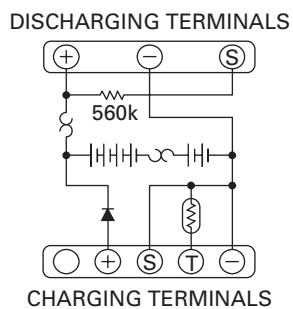 DISCHARGING TERMINALS
+ − S
560k
+ S T −
CHARGING TERMINALS